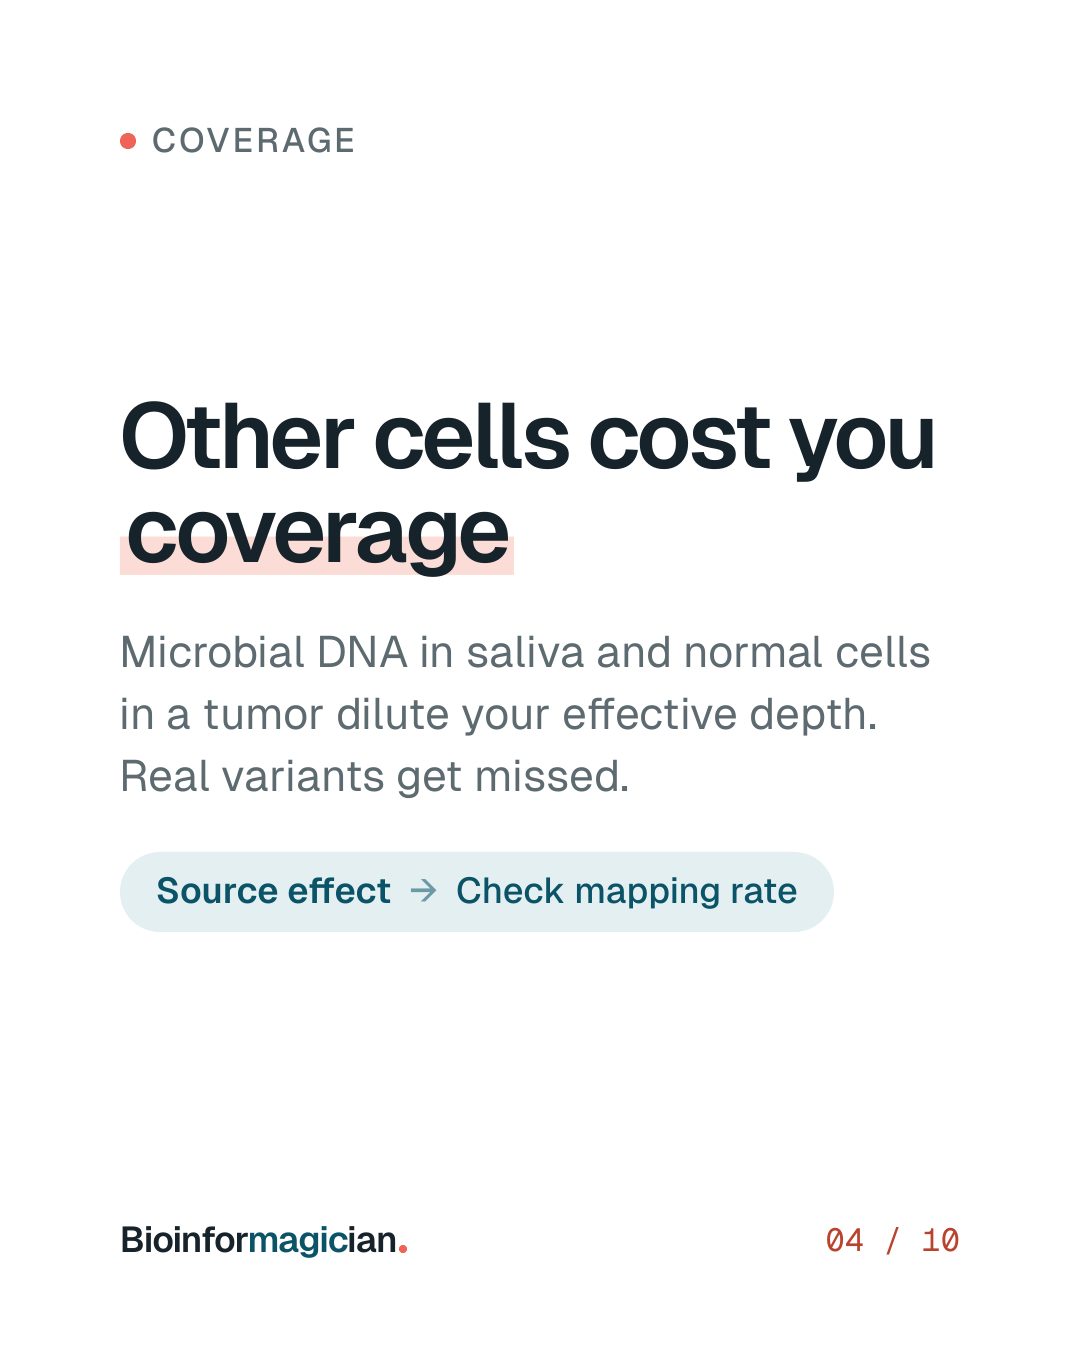 COVERAGE
Other cells cost you
coverage
Microbial DNA in saliva and normal cells
in a tumor dilute your effective depth.
Real variants get missed.
Source effect → Check mapping rate
Bioinformagician.
04 / 10